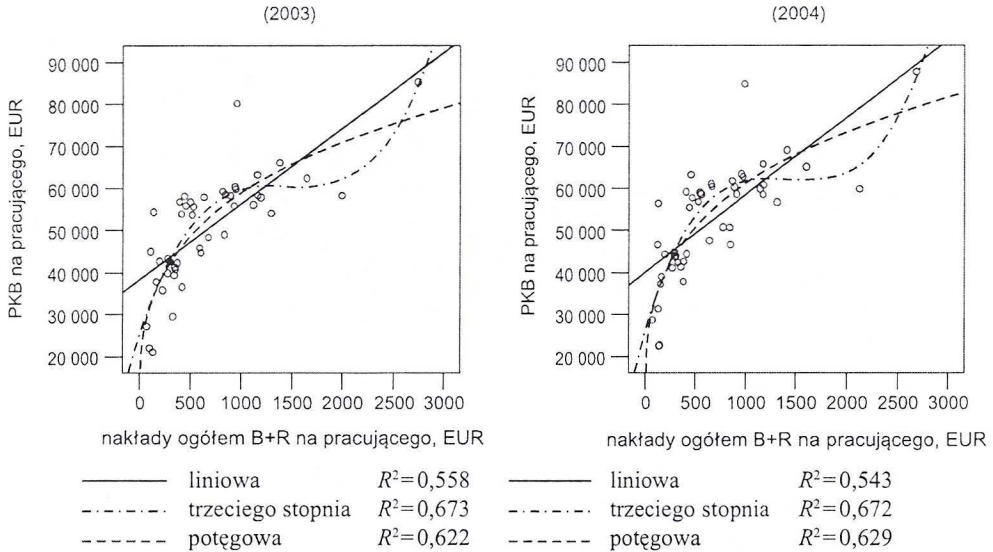 (2003)
90 000
80 000
70 000
60 000
50 000
40 000
30 000
20 000
PKB na pracującego, EUR
0 500 1000 1500 2000 2500 3000
nakłady ogółem B+R na pracującego, EUR
liniowa R²=0,558
trzeciego stopnia R²=0,673
potęgowa R²=0,622
(2004)
90 000
80 000
70 000
60 000
50 000
40 000
30 000
20 000
PKB na pracującego, EUR
0 500 1000 1500 2000 2500 3000
nakłady ogółem B+R na pracującego, EUR
liniowa R²=0,543
trzeciego stopnia R²=0,672
potęgowa R²=0,629